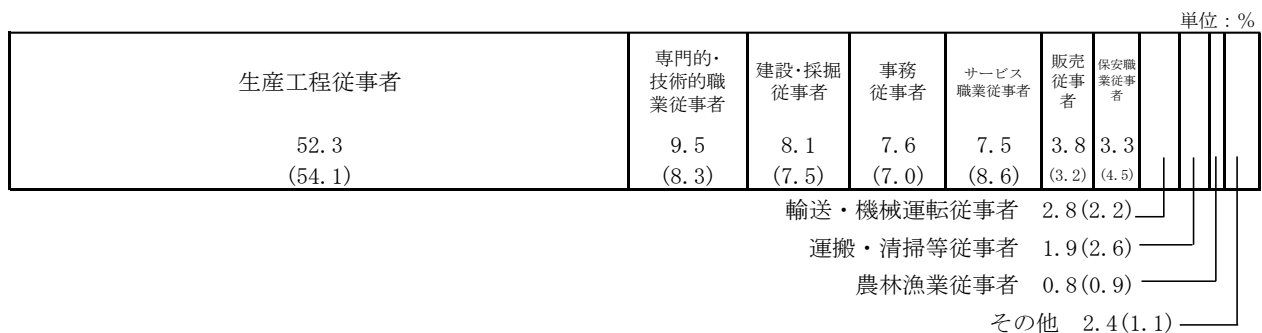 単位:%
生産工程従事者
52.3
(54.1)
専門的・
技術的職
業従事者
9.5
(8.3)
建設・採掘
従事者
8.1
(7.5)
事務
従事者
7.6
(7.0)
サービス
職業従事者
7.5
(8.6)
販売
従事
者
3.8
(3.2)
保安職
業従事
者
3.3
(4.5)
輸送・機械運転従事者 2.8(2.2)
運搬・清掃等従事者 1.9(2.6)
農林漁業従事者 0.8(0.9)
その他 2.4(1.1)